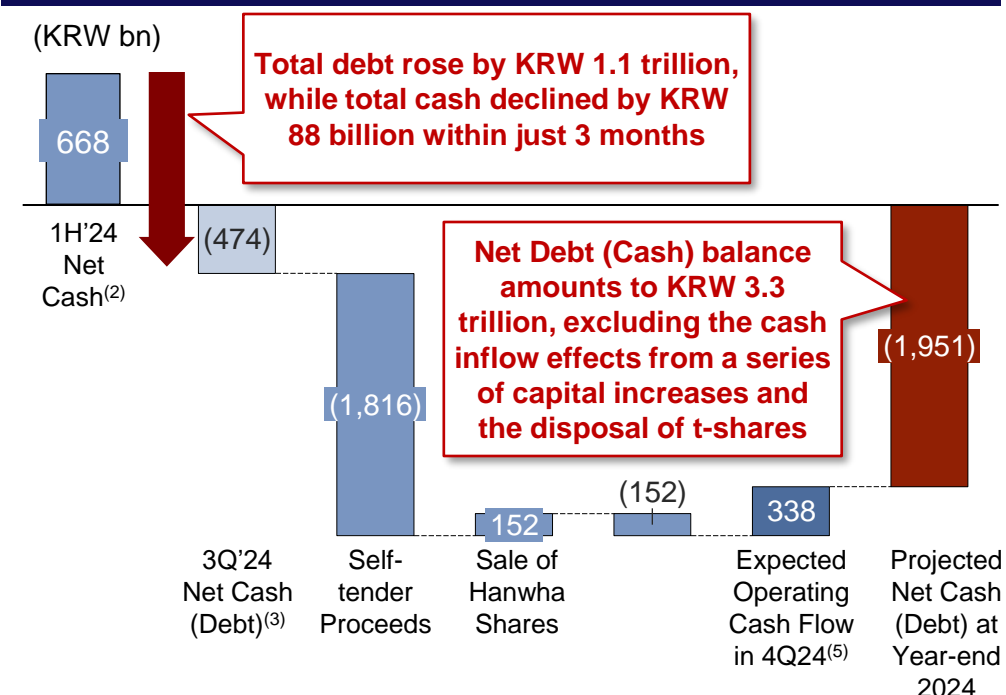 (KRW bn)
Total debt rose by KRW 1.1 trillion,
while total cash declined by KRW
88 billion within just 3 months
668
1H'24
Net
Cash(2)
(474)
Net Debt (Cash) balance
amounts to KRW 3.3
trillion, excluding the cash
inflow effects from a series
of capital increases and
the disposal of t-shares
(1,951)
(1,816)
(152)
152
338
3Q'24
Net Cash
(Debt)(3)
Self-
tender
Proceeds
Sale of
Hanwha
Shares
Expected
Operating
Cash Flow
in 4Q24(5)
Projected
Net Cash
(Debt) at
Year-end
2024